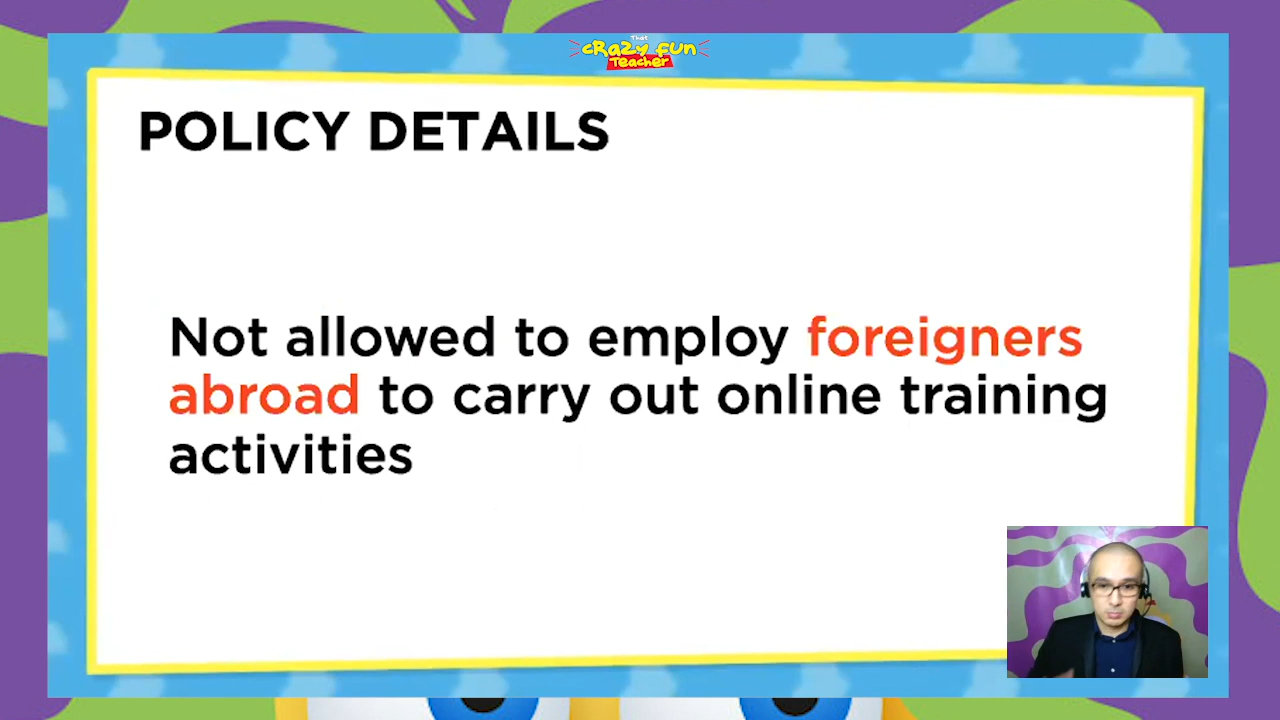 That
CRaZy FUN
Teacher
POLICY DETAILS
Not allowed to employ foreigners
abroad to carry out online training
activities